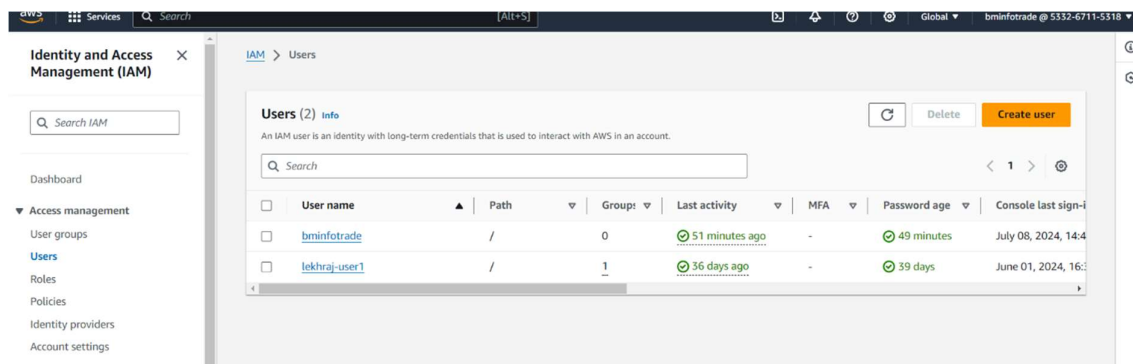 aws Services Search [Alt+S] Global bminfotrade @ 5332-6711-5318
Identity and Access
Management (IAM)
Search IAM
Dashboard
Access management
User groups
Users
Roles
Policies
Identity providers
Account settings
IAM > Users
Users (2) Info
Delete Create user
An IAM user is an identity with long-term credentials that is used to interact with AWS in an account.
Search
1
User name Path Groups Last activity MFA Password age Console last sign-i
bminfotrade / 0 51 minutes ago - 49 minutes July 08, 2024, 14:4
lekhraj-user1 / 1 36 days ago - 39 days June 01, 2024, 16: